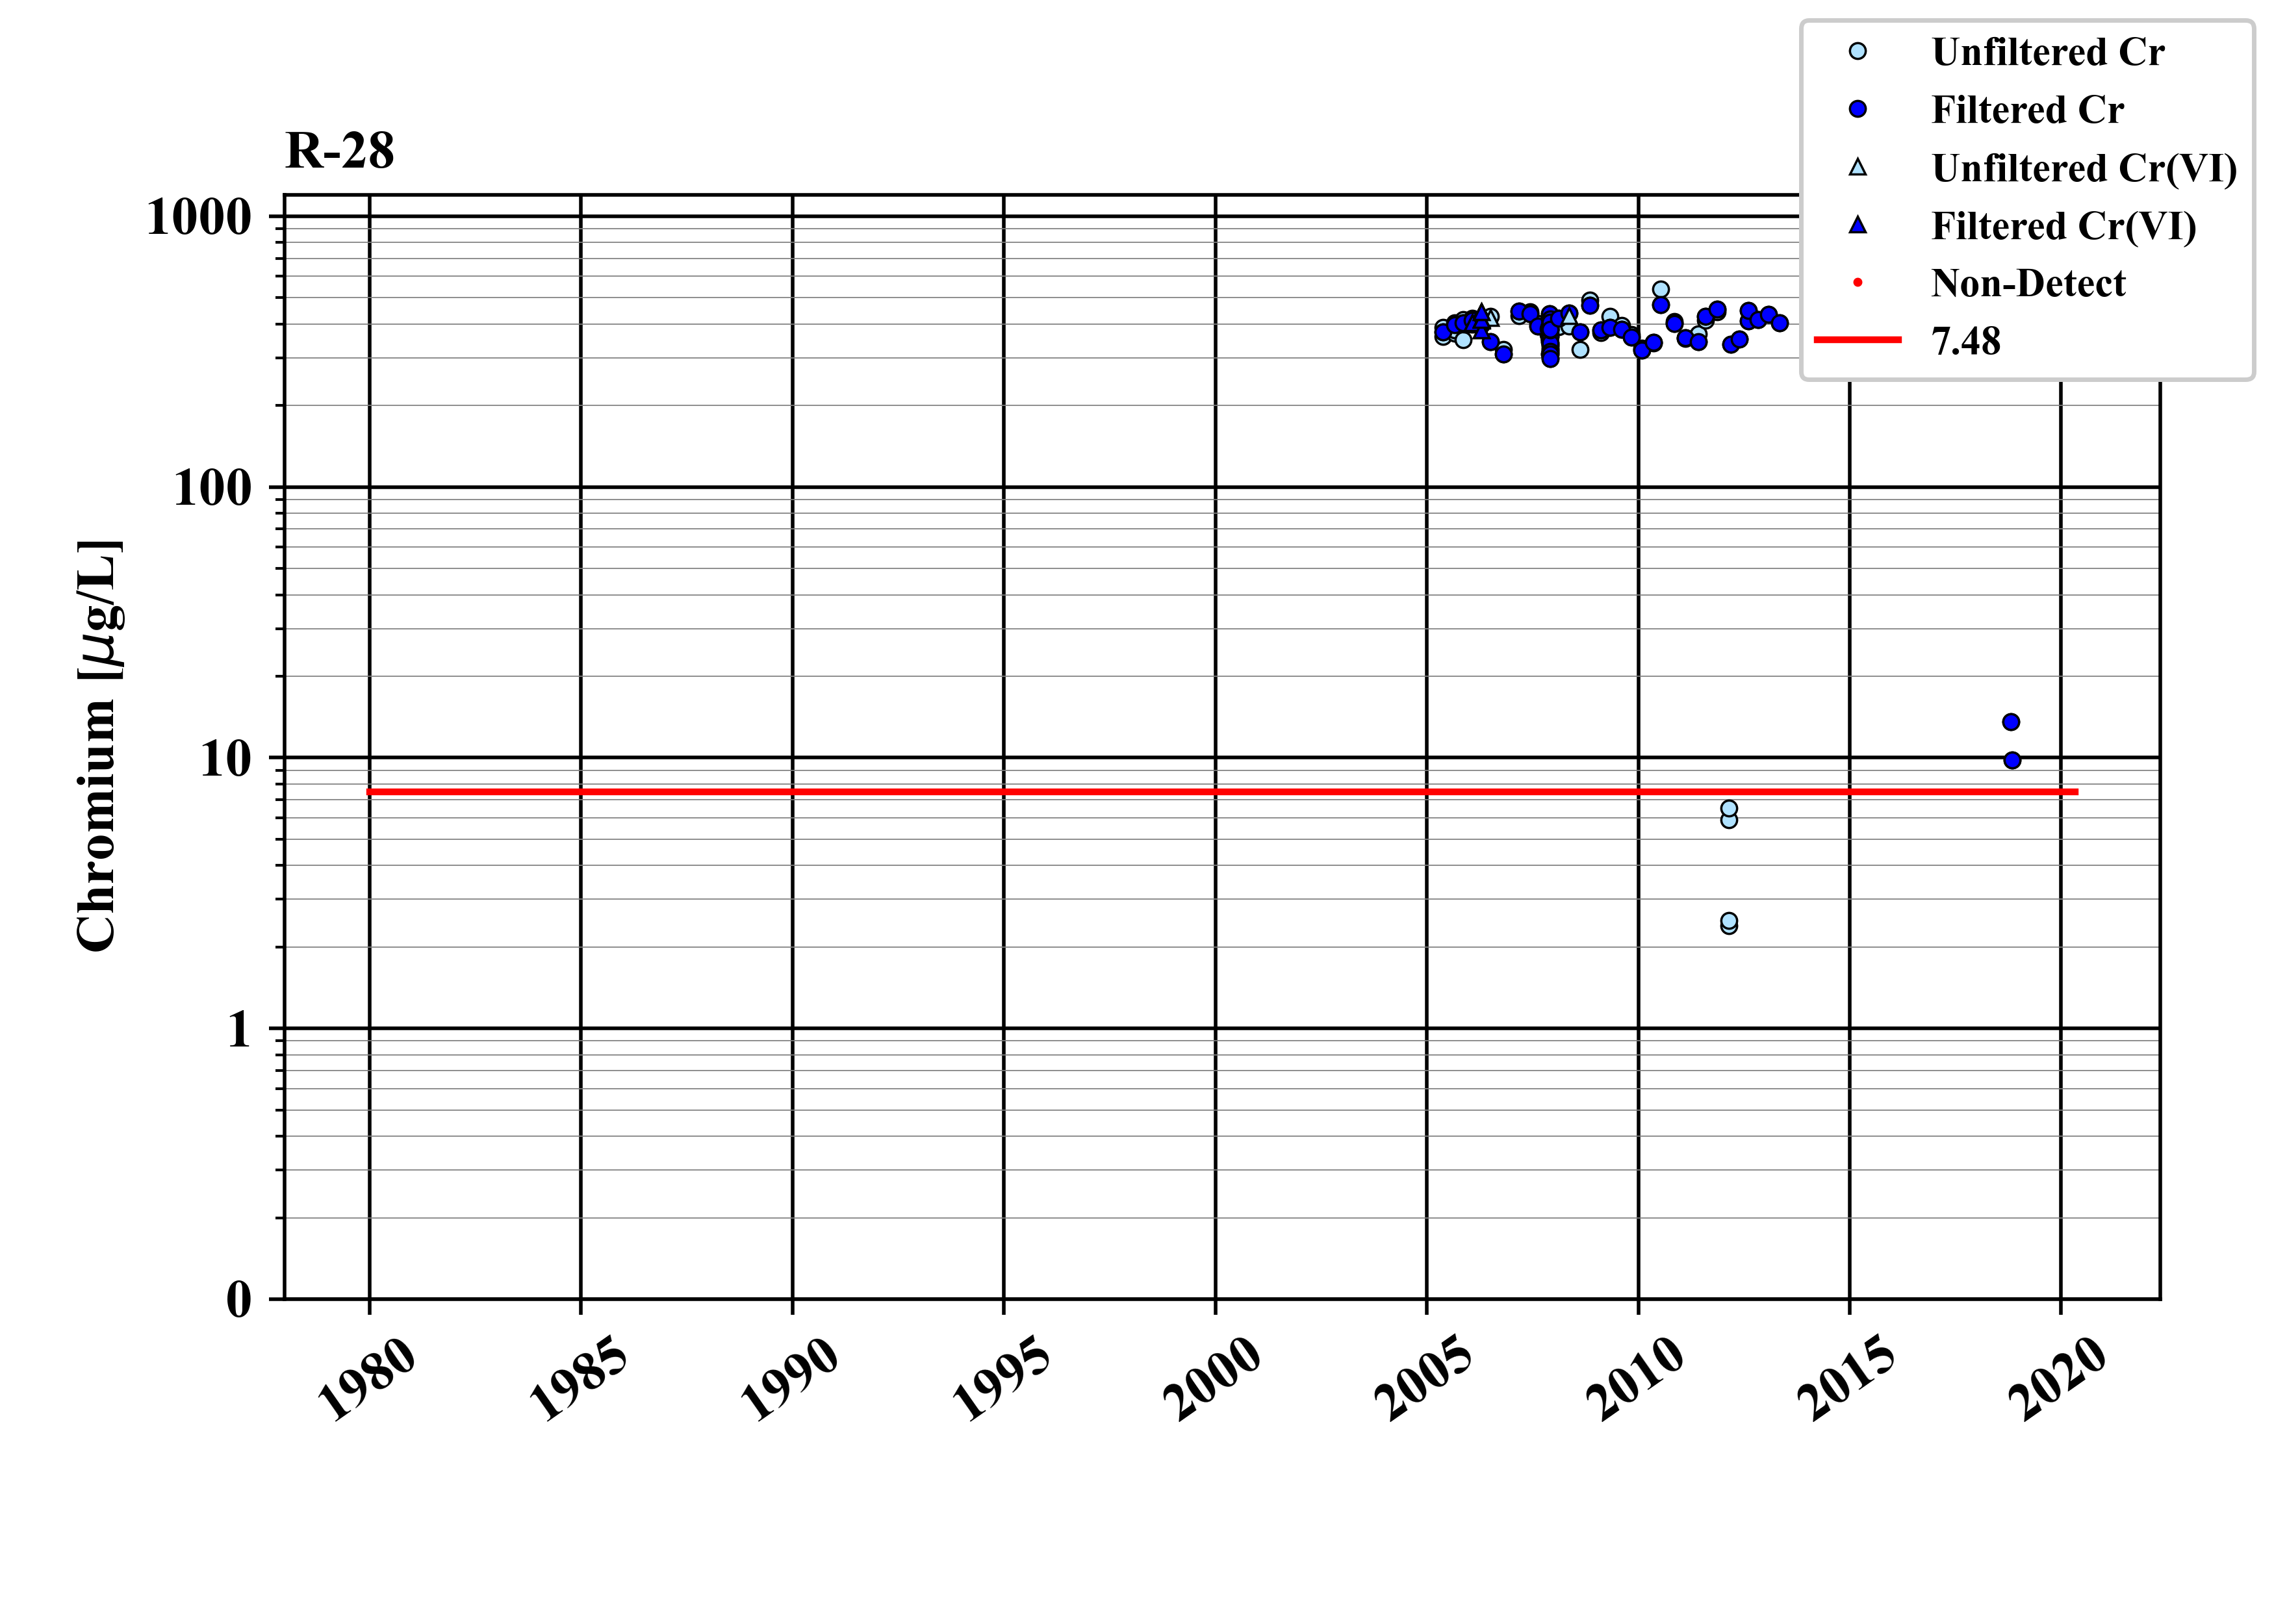 Unfiltered Cr
Filtered Cr
Unfiltered Cr(VI)
Filtered Cr(VI)
Non-Detect
7.48
R-28
Chromium [μg/L]
1000
100
10
1
0
1980
1985
1990
1995
2000
2005
2010
2015
2020